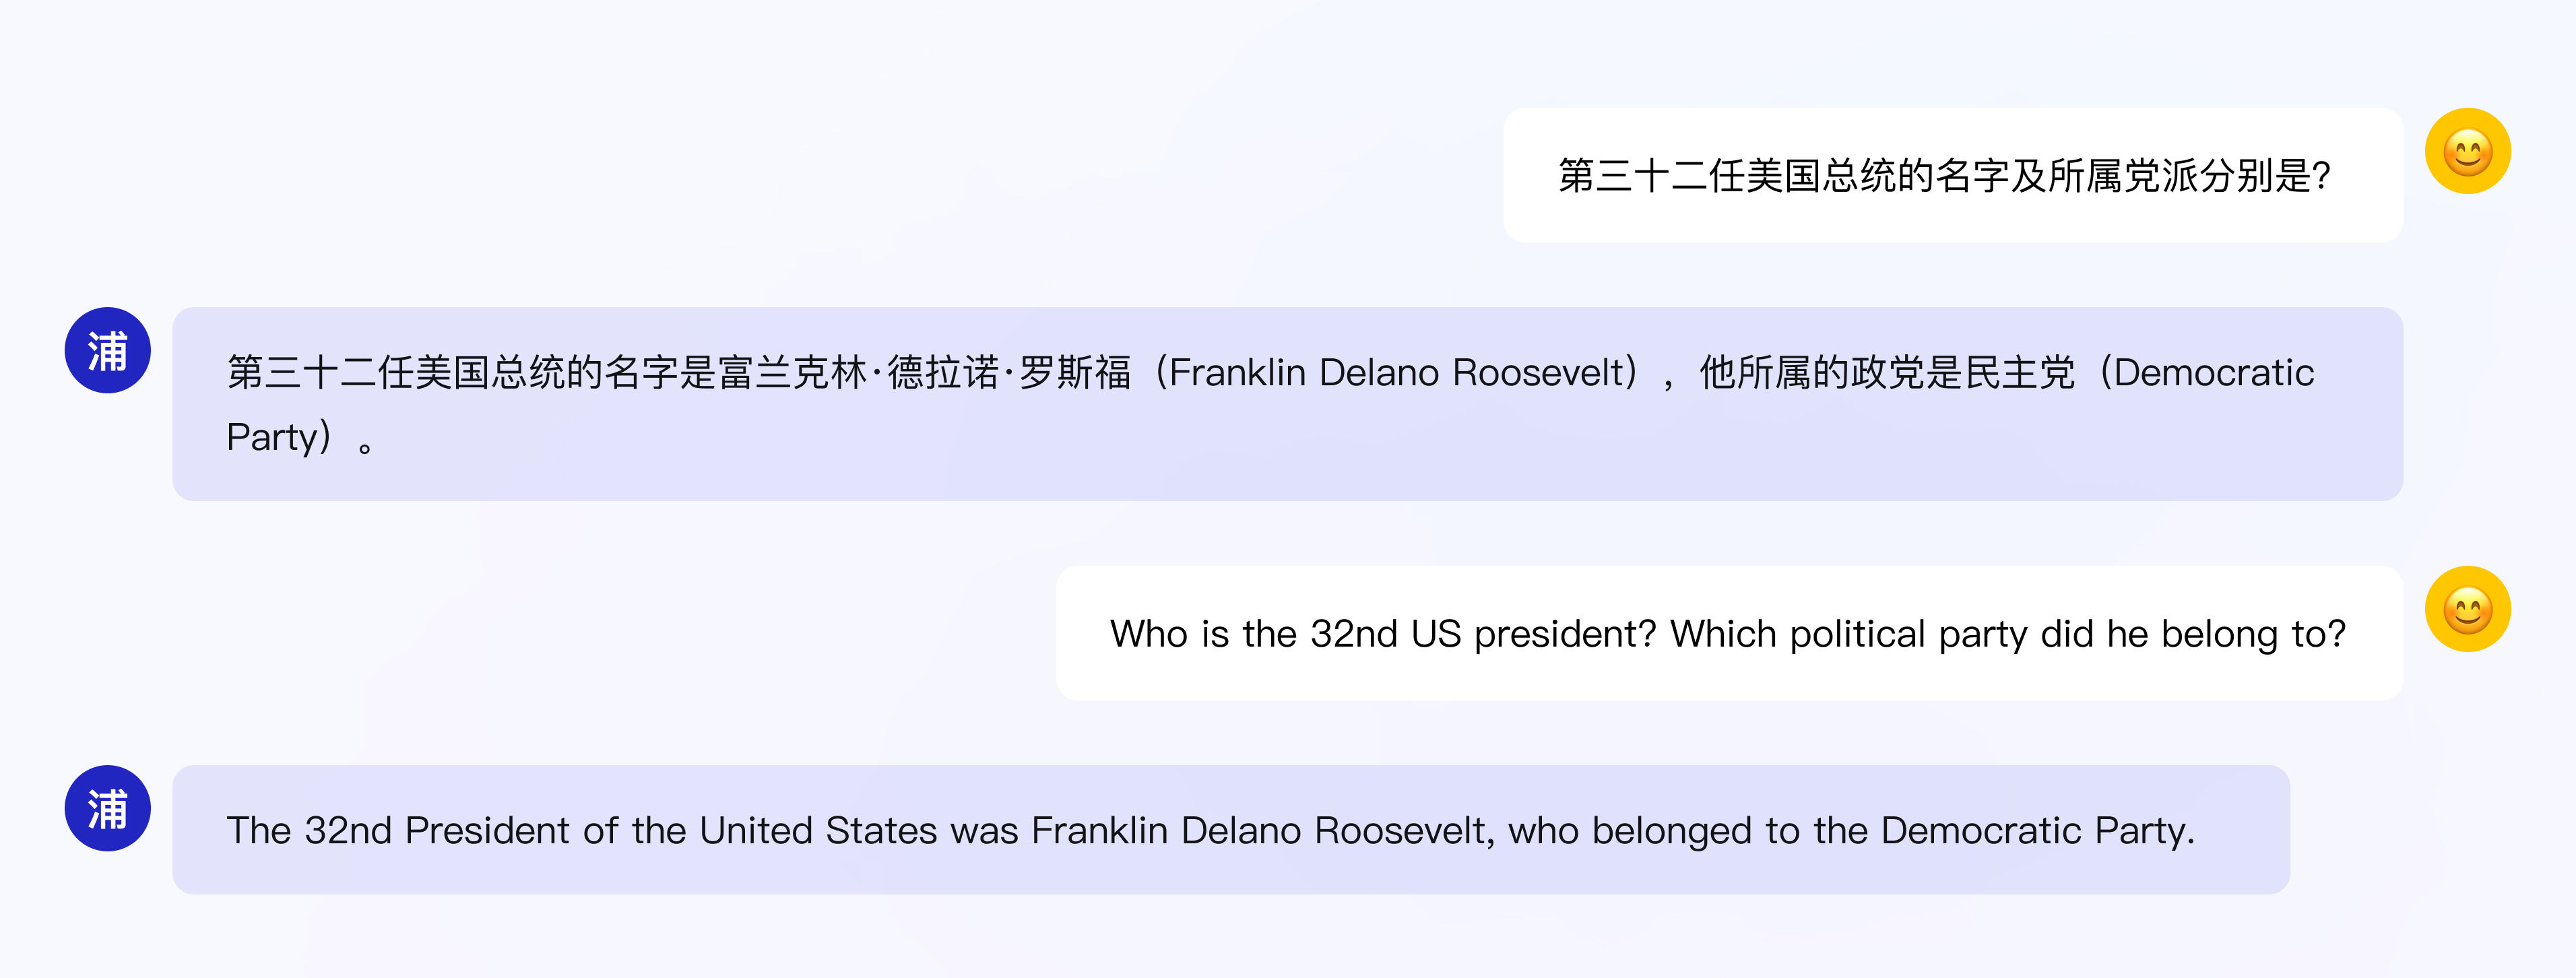 第三十二任美国总统的名字及所属党派分别是？
浦
第三十二任美国总统的名字是富兰克林·德拉诺·罗斯福（Franklin Delano Roosevelt），他所属的政党是民主党（Democratic
Party）。
Who is the 32nd US president? Which political party did he belong to?
浦
The 32nd President of the United States was Franklin Delano Roosevelt, who belonged to the Democratic Party.